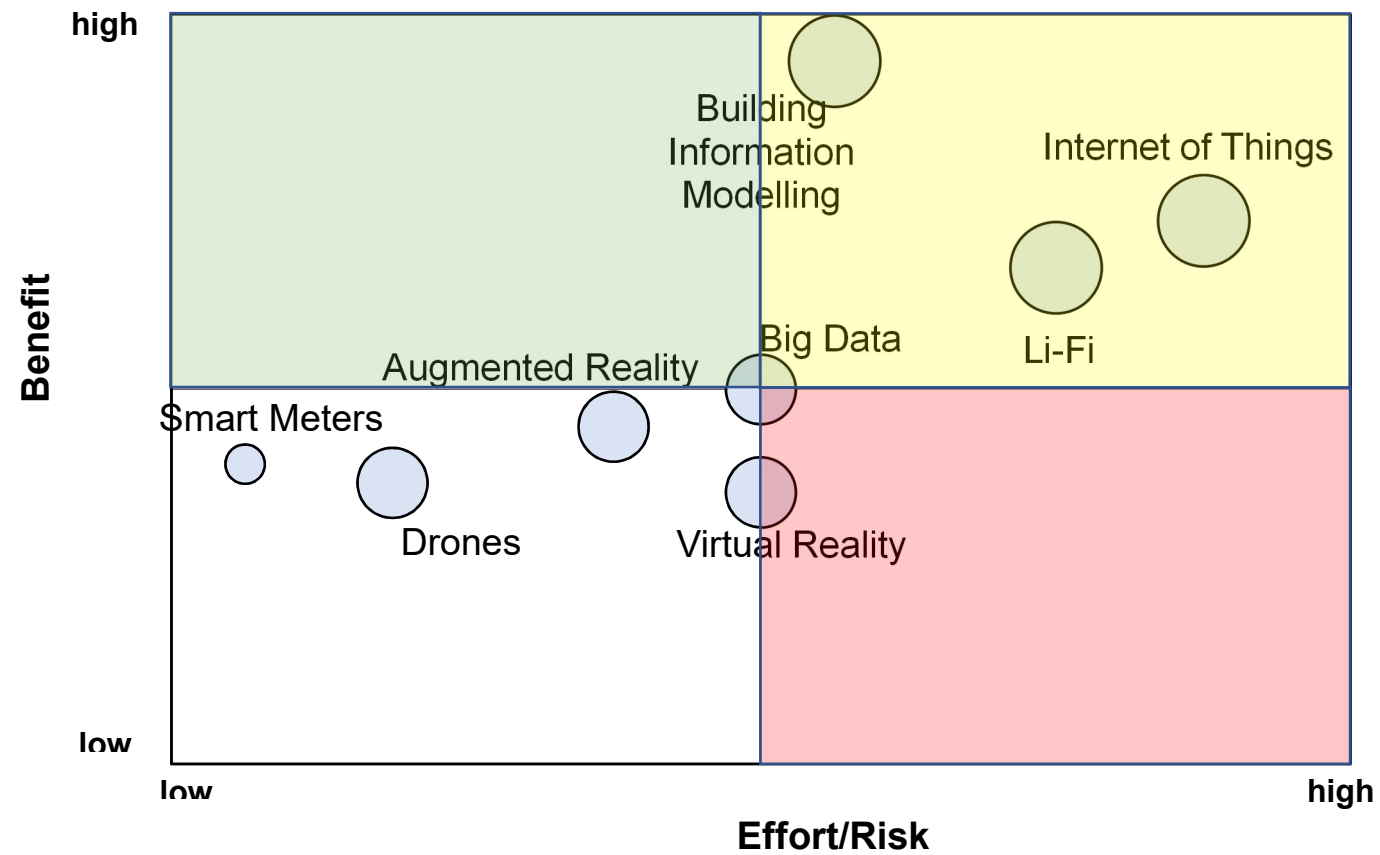 high
Building
Information
Modelling
Internet of Things
Benefit
Big Data
Li-Fi
Augmented Reality
Smart Meters
Drones
Virtual Reality
low
low
high
Effort/Risk